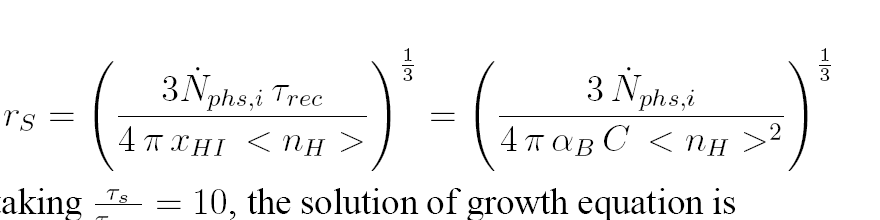 r_S = \left( \frac{3\dot{N}_{phs,i} \, \tau_{rec}}{4 \, \pi \, x_{HI} \, < n_H >} \right)^{\frac{1}{3}} = \left( \frac{3 \, \dot{N}_{phs,i}}{4 \, \pi \, \alpha_B \, C \, < n_H >^2} \right)^{\frac{1}{3}}
taking τ_s = 10, the solution of growth equation is